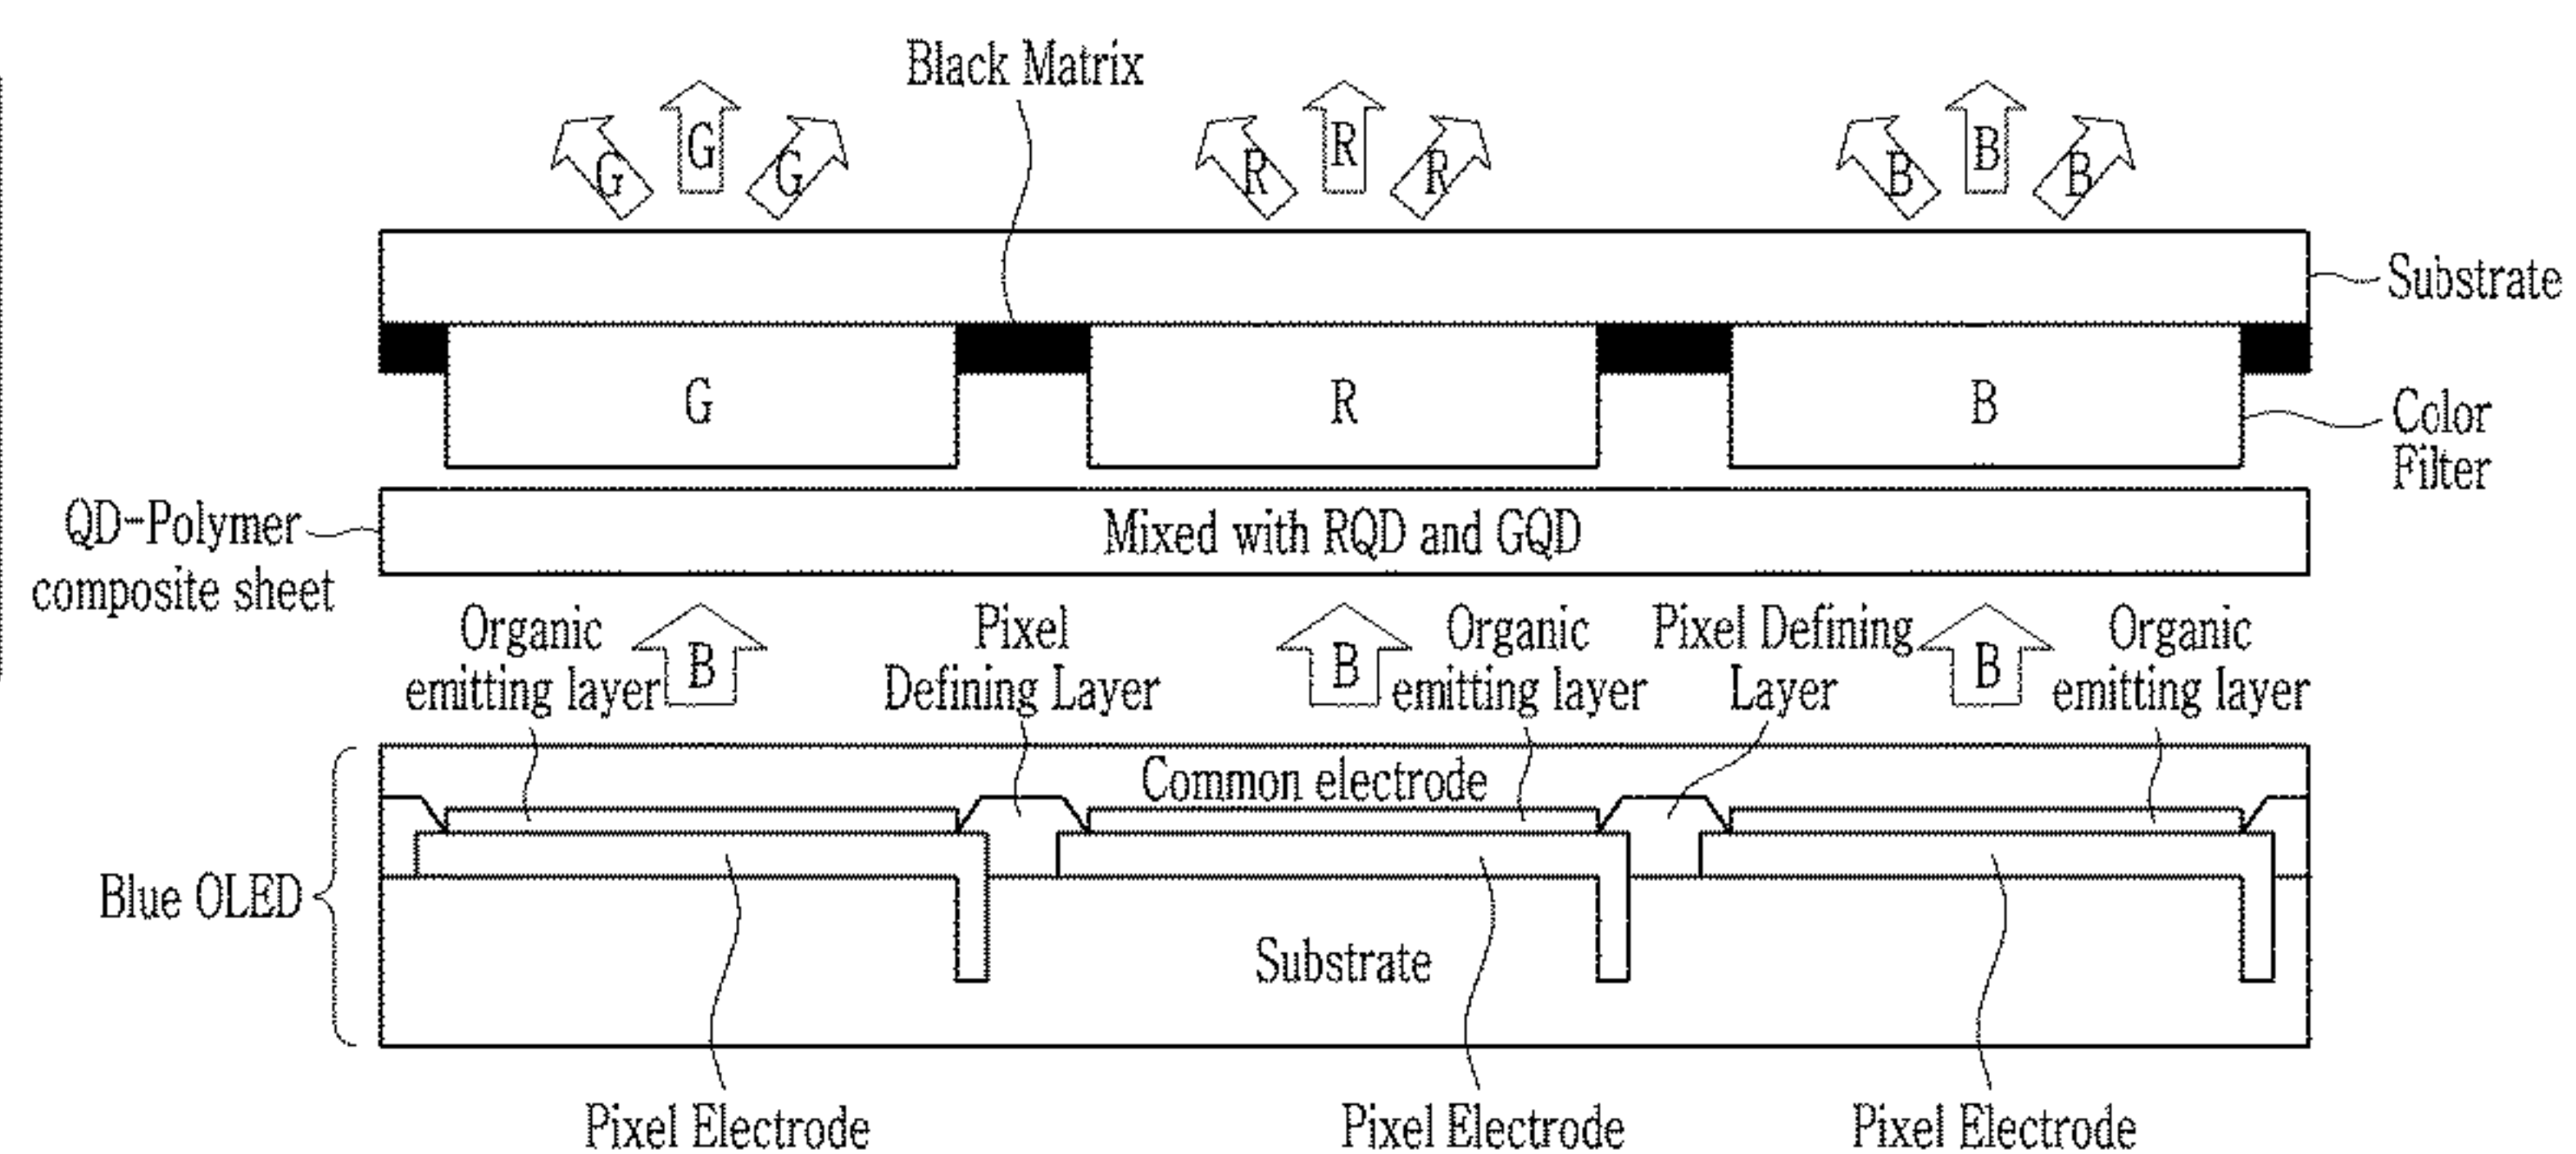 Black Matrix
G
G
G
R
R
R
B
B
B
Substrate
G
R
B
Color
Filter
QD-Polymer
composite sheet
Mixed with RQD and GQD
Organic
emitting layer
B
Pixel
Defining Layer
B
Organic
emitting layer
Pixel Defining
Layer
B
Organic
emitting layer
Common electrode
Blue OLED
Substrate
Pixel Electrode
Pixel Electrode
Pixel Electrode